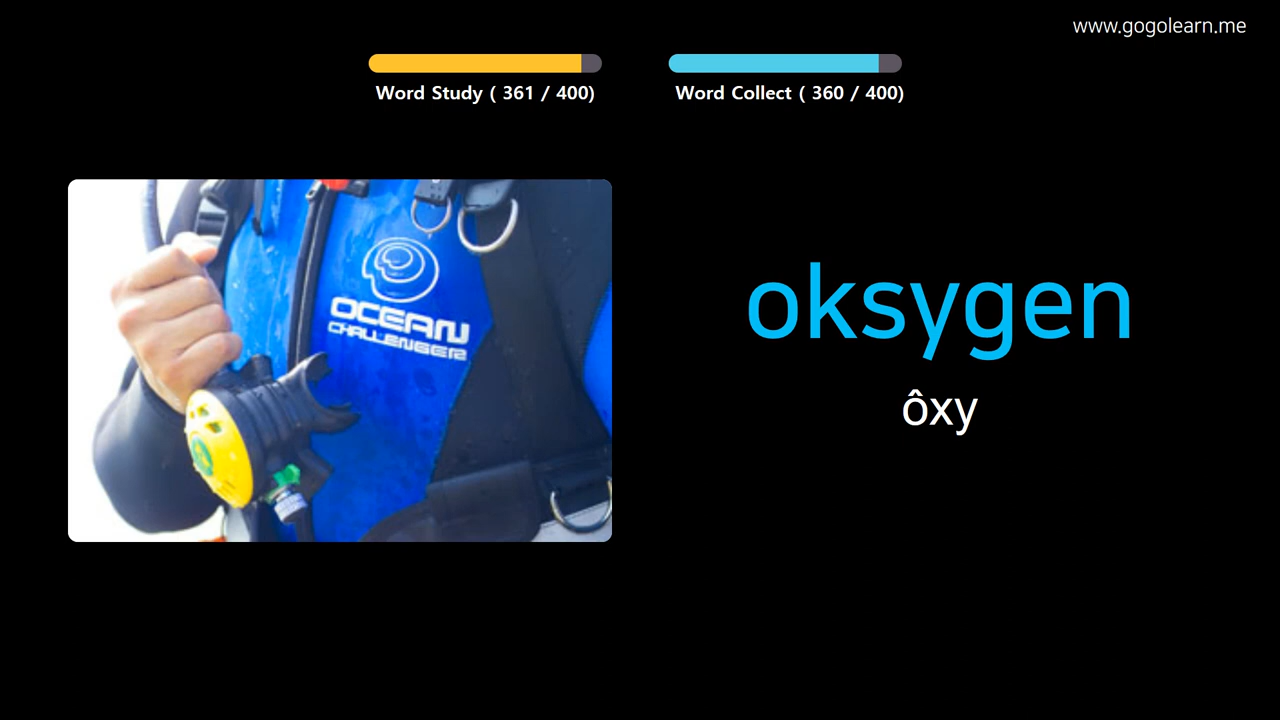 www.gogolearn.me
Word Study ( 361 / 400)
Word Collect ( 360 / 400)
OCEAN
CHALLENGER
oksygen
ôxy